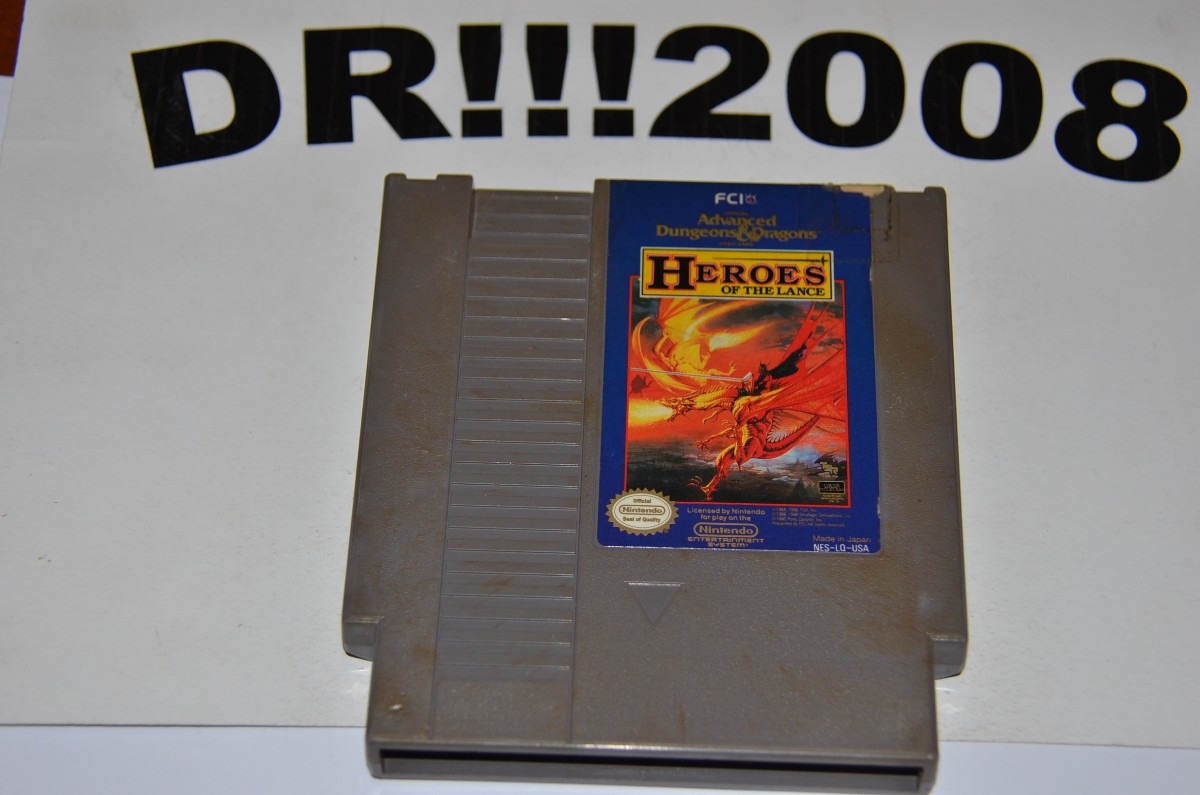 DR!!!2008
FCI
Advanced
Dungeons & Dragons
HEROES
OF THE LANCE
Official
Nintendo
Seal of Quality
Licensed by Nintendo
for play on the
Nintendo
ENTERTAINMENT
SYSTEM
Made in Japan
NES-LQ-USA